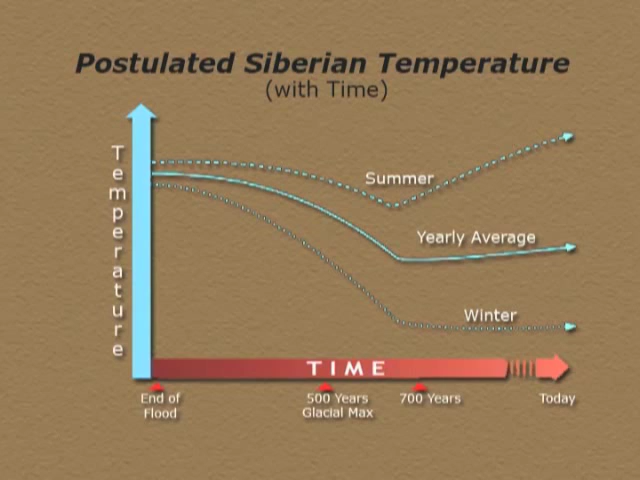 Postulated Siberian Temperature
(with Time)
Temperature
Summer
Yearly Average
Winter
TIME
End of
Flood
500 Years
Glacial Max
700 Years
Today